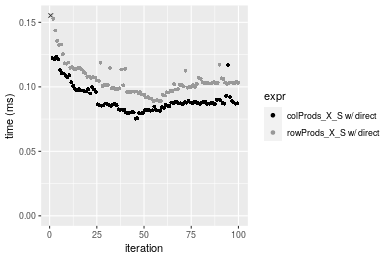 0.15
0.10
0.05
0.00
time (ms)
0
25
50
75
100
iteration
expr
colProds_X_S w/ direct
rowProds_X_S w/ direct